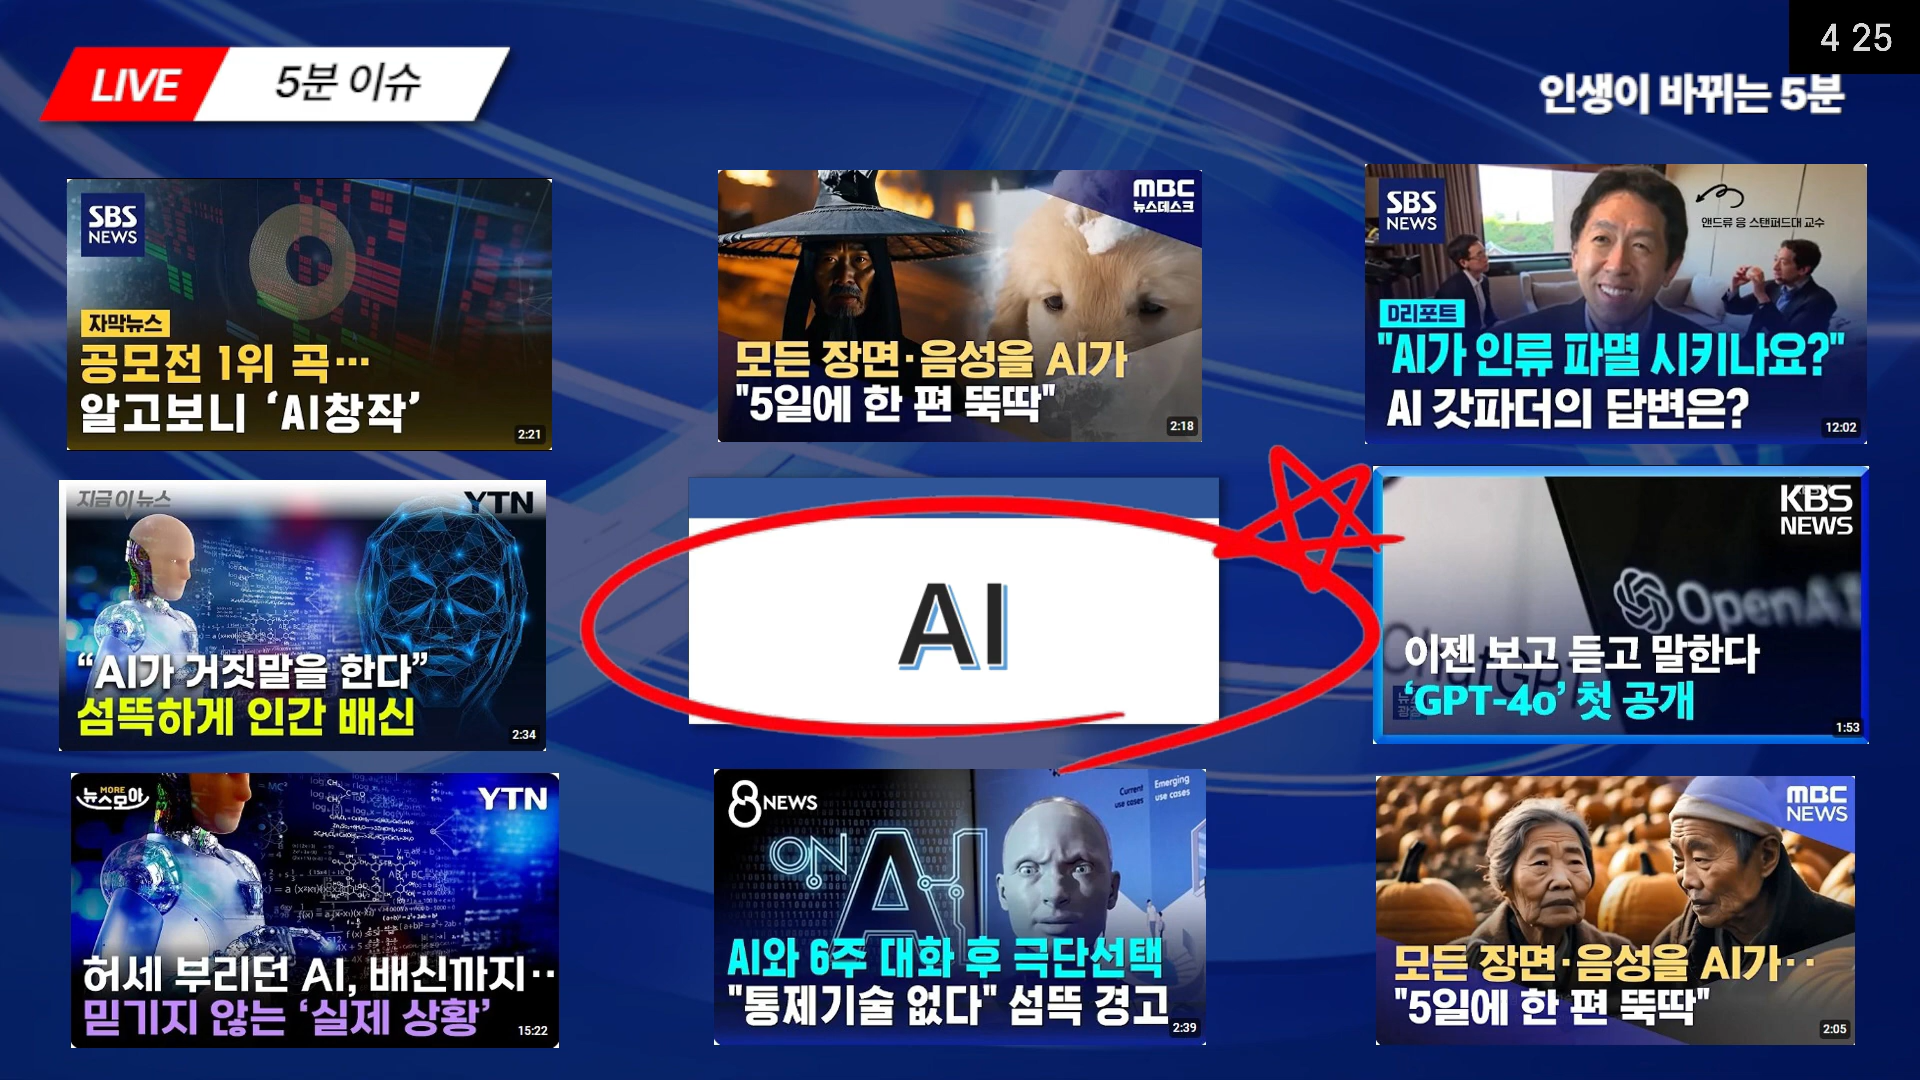 4 25
LIVE
5분 이슈
인생이 바뀌는 5분
SBS
NEWS
자막뉴스
공모전 1위 곡…
알고보니 ‘AI창작’
2:21
MBC
뉴스데스크
모든 장면·음성을 AI가
"5일에 한 편 뚝딱"
2:18
SBS
NEWS
앤드류 응 스탠퍼드대 교수
D리포트
"AI가 인류 파멸 시키나요?"
AI 갓파더의 답변은?
12:02
지금 이 뉴스
YTN
“AI가 거짓말을 한다”
섬뜩하게 인간 배신
2:34
AI
KBS
NEWS
OpenAI
이젠 보고 듣고 말한다
‘GPT-4o’ 첫 공개
1:53
MORE
뉴스모아
YTN
허세 부리던 AI, 배신까지··
믿기지 않는 ‘실제 상황’
15:22
8 NEWS
Current
use cases
Emerging
use cases
ON AI
AI와 6주 대화 후 극단선택
"통제기술 없다" 섬뜩 경고
2:39
MBC
NEWS
모든 장면·음성을 AI가··
"5일에 한 편 뚝딱"
2:05